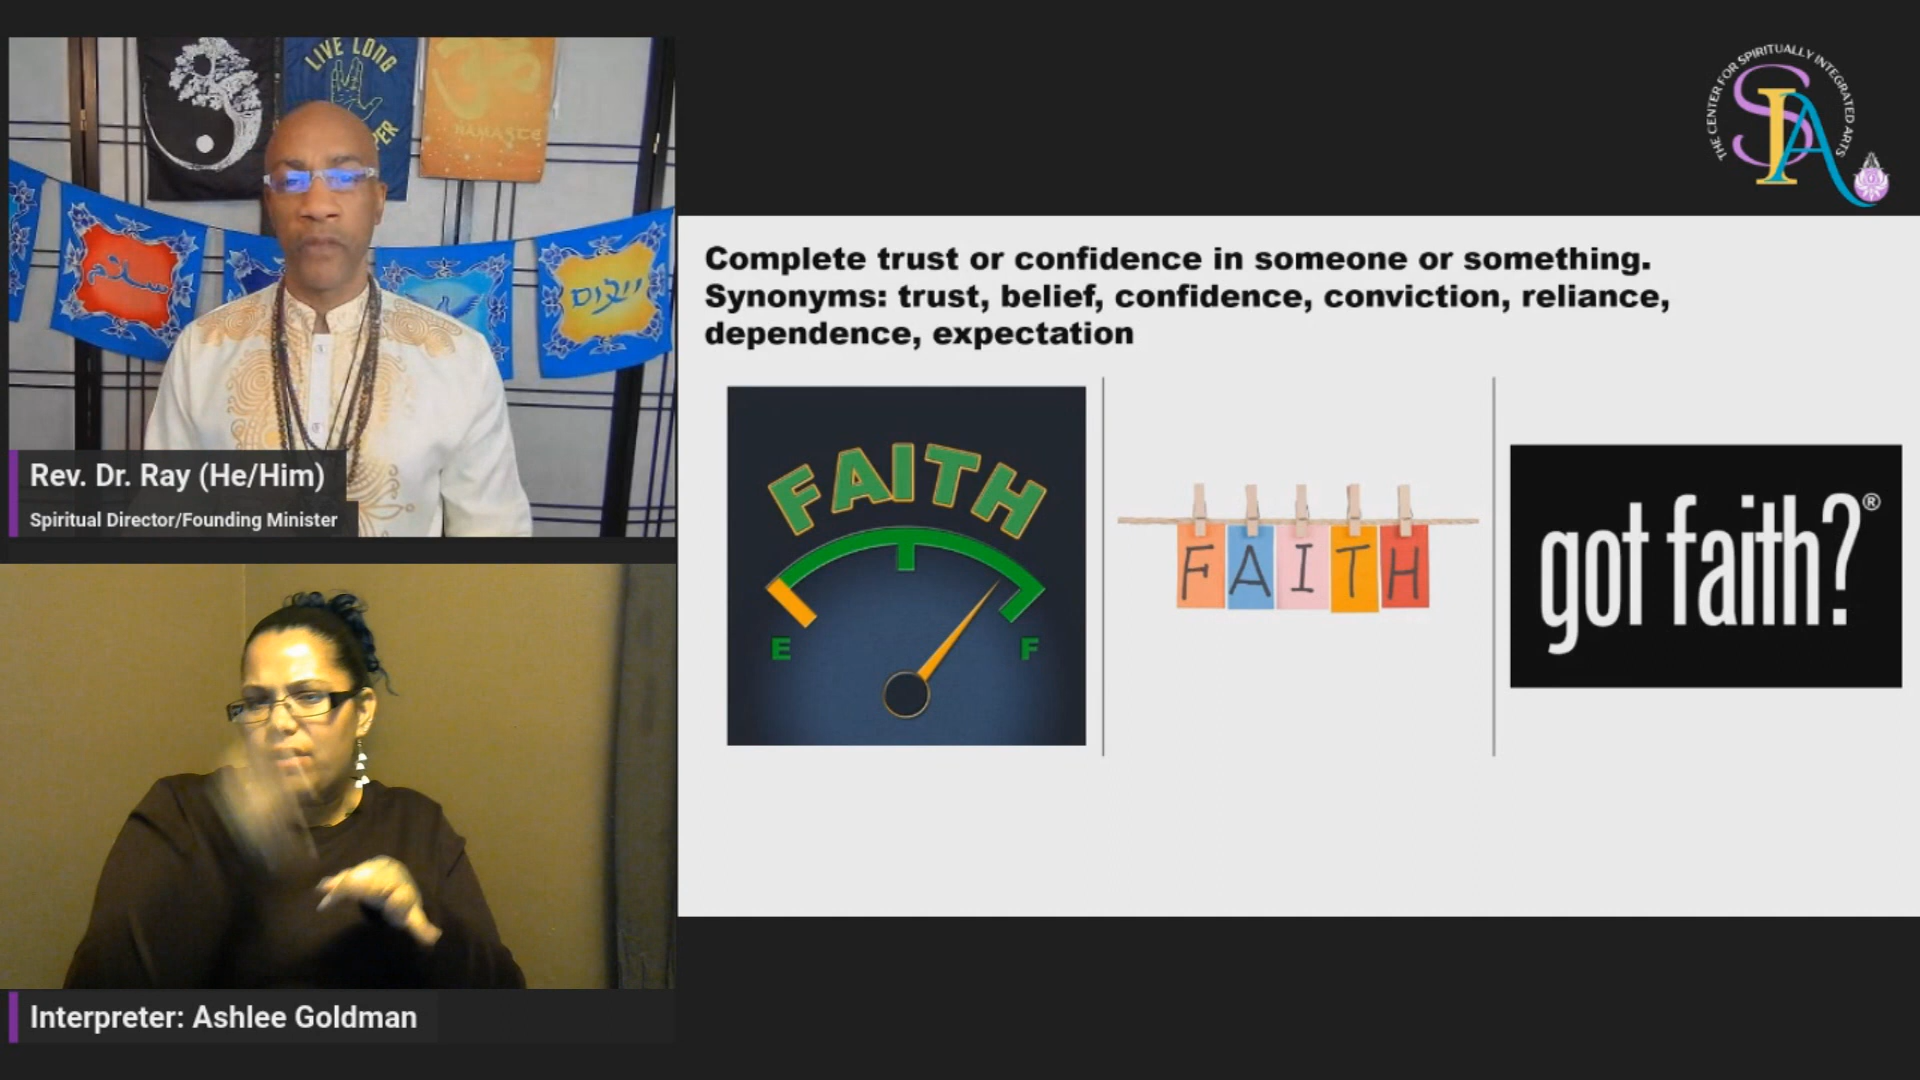 LIVE LONG
PER
NAMASTE
سلام
Rev. Dr. Ray (He/Him)
Spiritual Director/Founding Minister
Interpreter: Ashlee Goldman
THE CENTER FOR SPIRITUALLY INTEGRATED ARTS
SIA
Complete trust or confidence in someone or something.
Synonyms: trust, belief, confidence, conviction, reliance,
dependence, expectation
FAITH
E F
FAITH
got faith?®